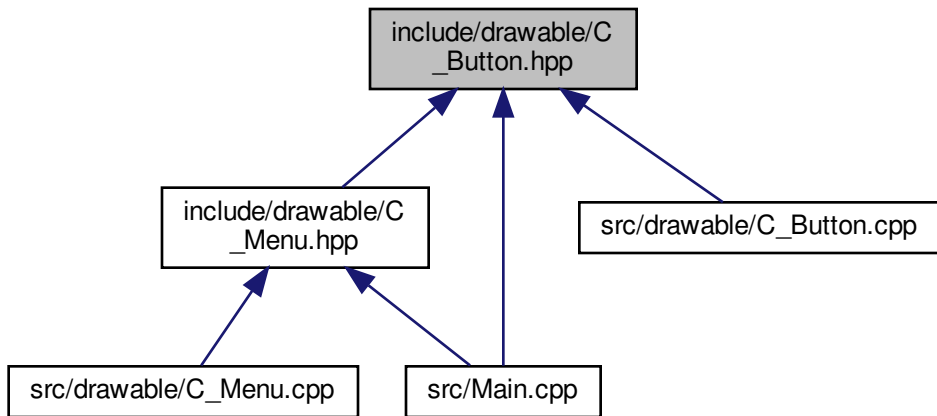 include/drawable/C
_Button.hpp
include/drawable/C
_Menu.hpp
src/drawable/C_Button.cpp
src/drawable/C_Menu.cpp
src/Main.cpp